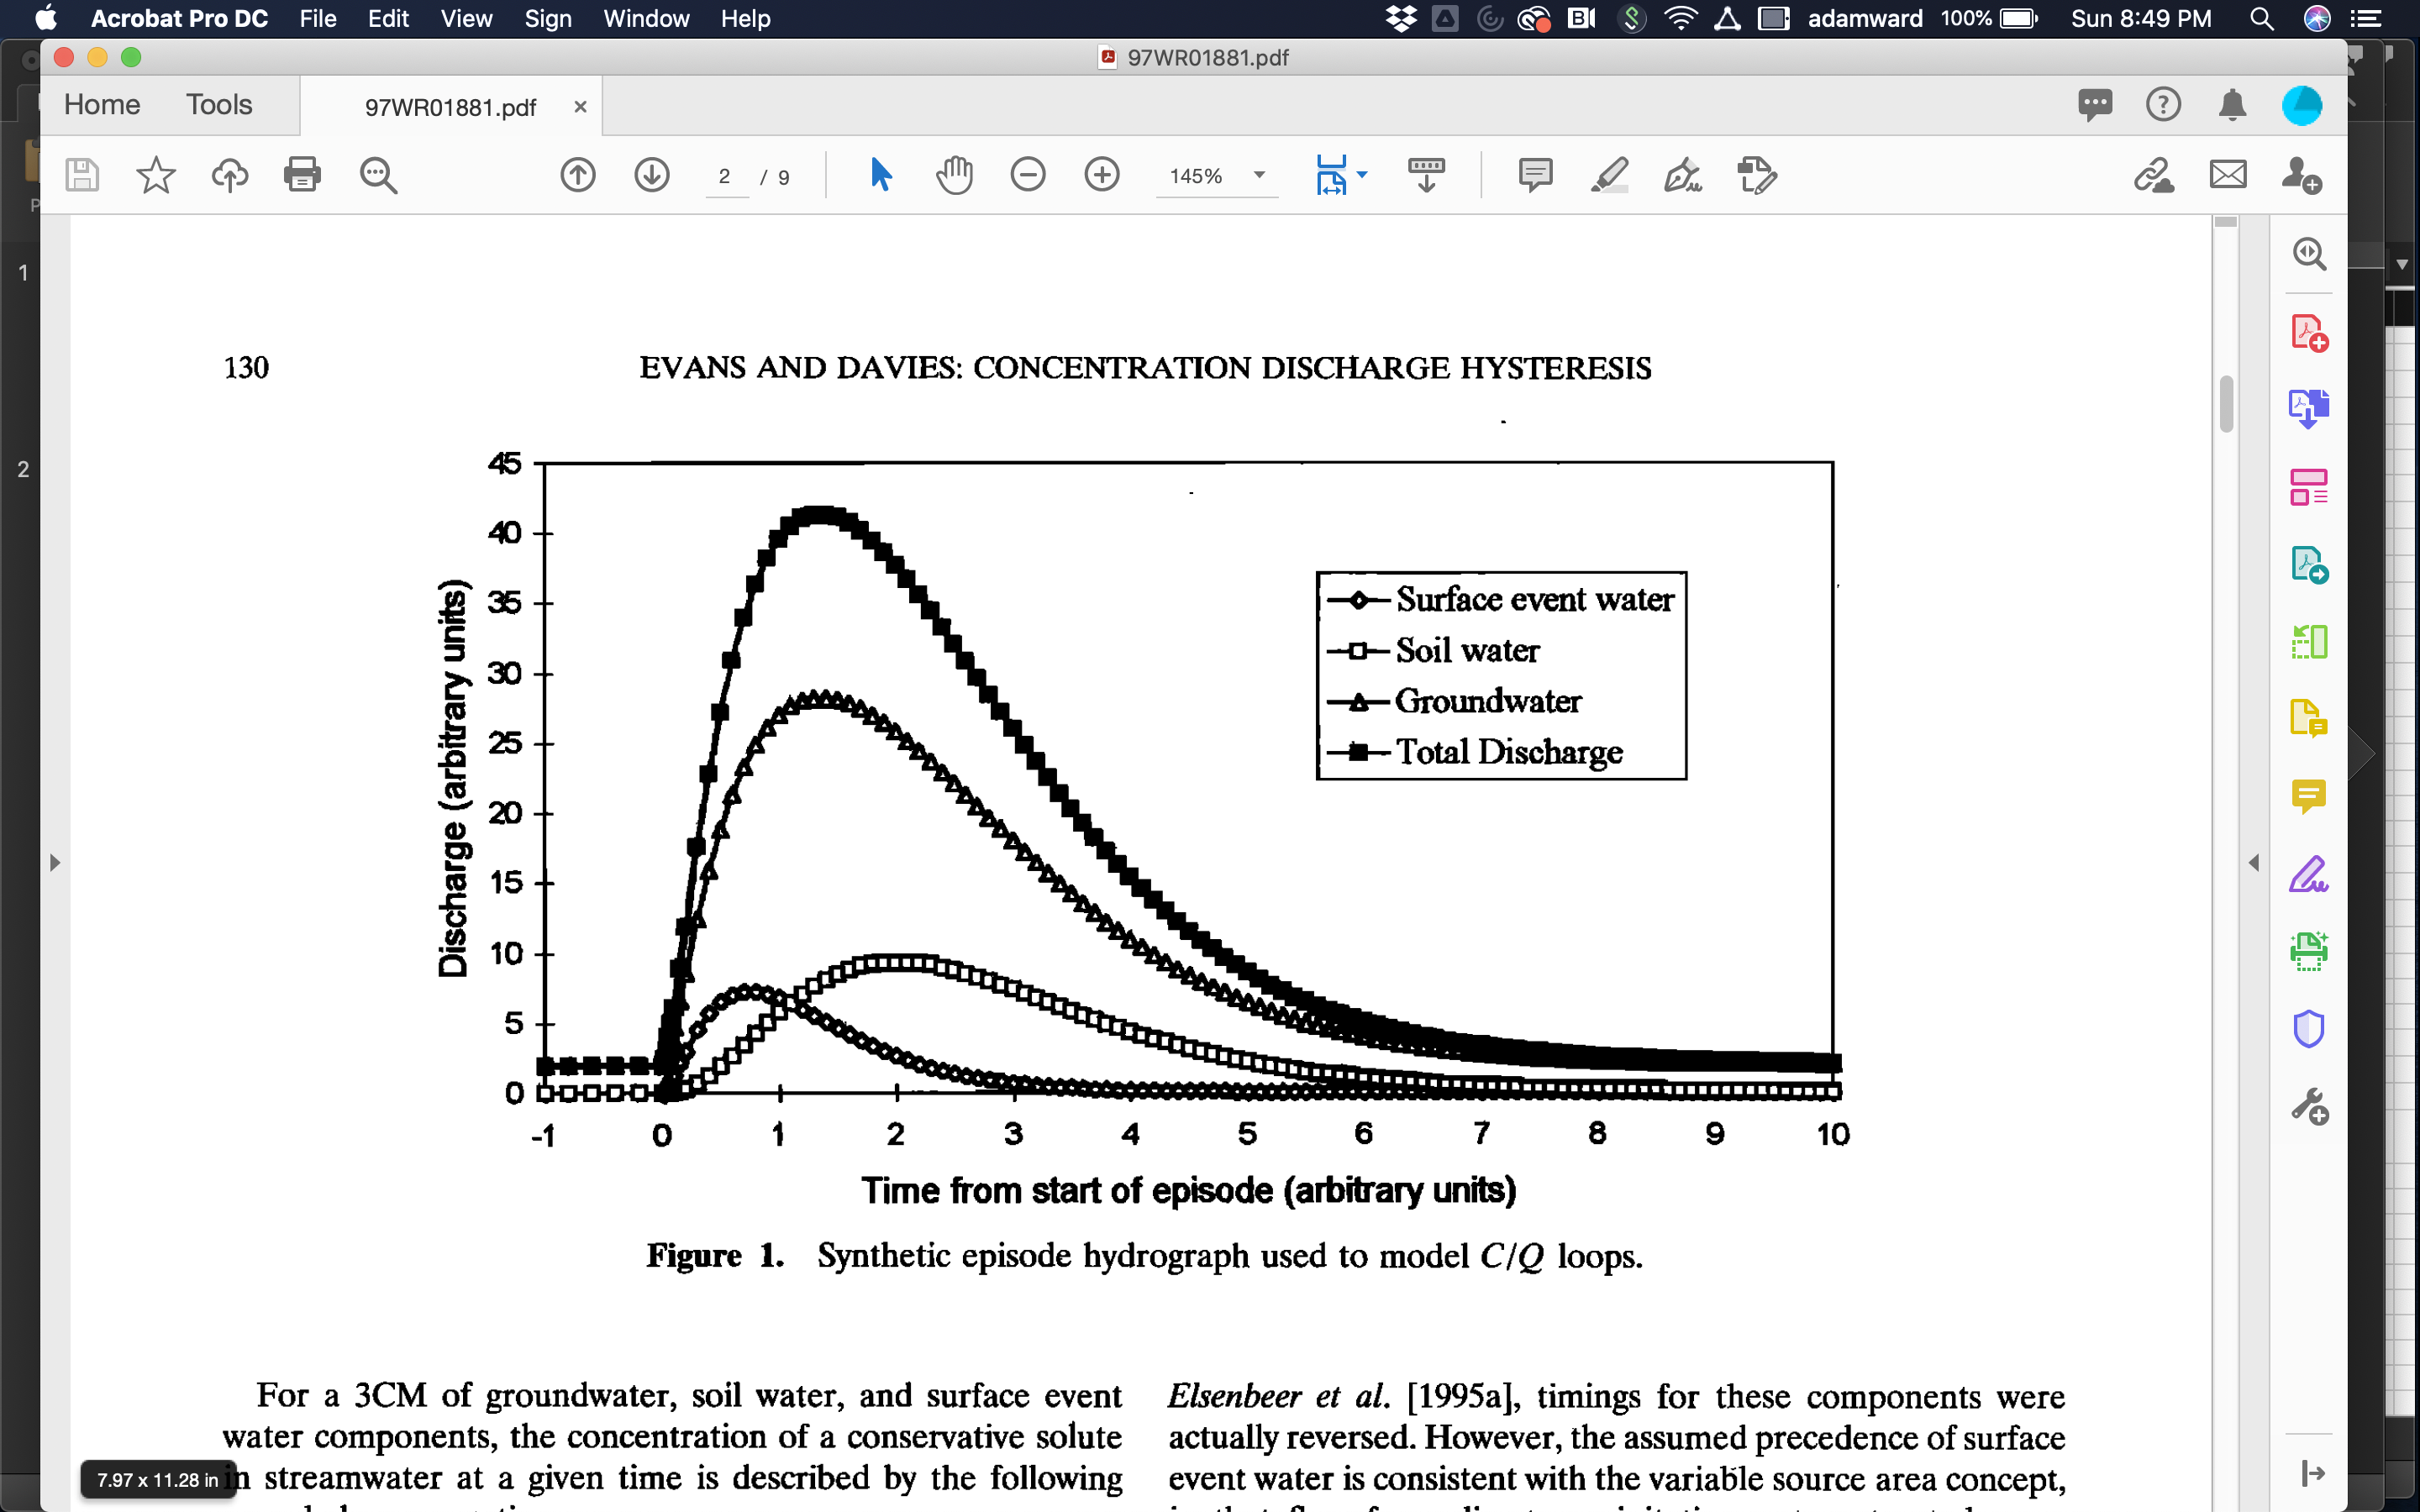 Acrobat Pro DC File Edit View Sign Window Help adamward 100% Sun 8:49 PM
97WR01881.pdf
Home Tools 97WR01881.pdf ×
2 / 9 145%
1
2
130 EVANS AND DAVIES: CONCENTRATION DISCHARGE HYSTERESIS
45
40
35
30
25
20
15
10
5
0
Discharge (arbitrary units)
Surface event water
Soil water
Groundwater
Total Discharge
-1 0 1 2 3 4 5 6 7 8 9 10
Time from start of episode (arbitrary units)
Figure 1. Synthetic episode hydrograph used to model C/Q loops.
For a 3CM of groundwater, soil water, and surface event
water components, the concentration of a conservative solute
in streamwater at a given time is described by the following
Elsenbeer et al. [1995a], timings for these components were
actually reversed. However, the assumed precedence of surface
event water is consistent with the variable source area concept,
7.97 x 11.28 in